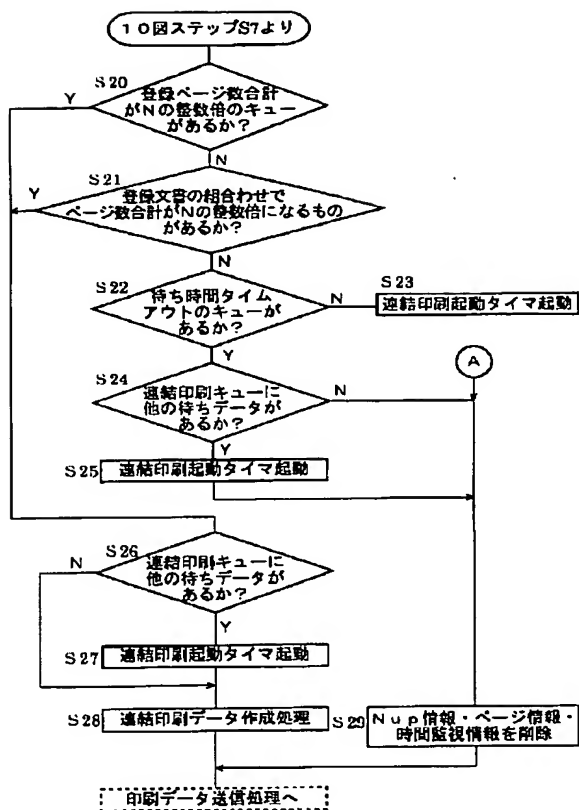 10図ステップS7より
S20
Y
登録ページ数合計
がNの整数倍のキュー
があるか?
N
S21
Y
登録文書の組合わせで
ページ数合計がNの整数倍になるもの
があるか?
N
S22
待ち時間タイム
アウトのキューが
あるか?
N
S23
連結印刷起動タイマ起動
Y
A
S24
連結印刷キューに
他の待ちデータが
あるか?
N
Y
S25
連結印刷起動タイマ起動
S26
N
連結印刷キューに
他の待ちデータが
あるか?
Y
S27
連結印刷起動タイマ起動
S28
連結印刷データ作成処理
S29
Nup情報・ページ情報・
時間監視情報を削除
印刷データ送信処理へ